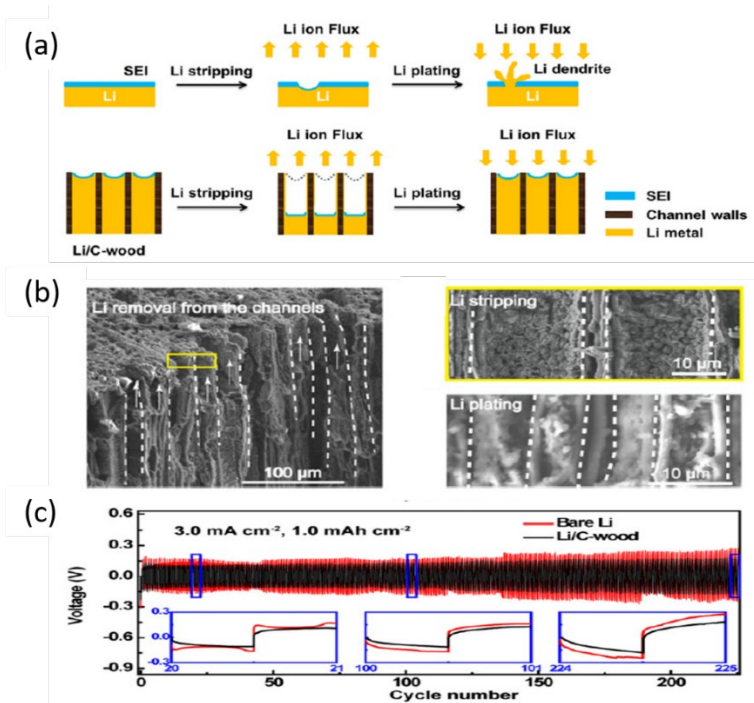 (a)
Li ion Flux
Li ion Flux
SEI
Li stripping
Li plating
Li dendrite
Li
Li
Li
Li ion Flux
Li ion Flux
Li stripping
Li plating
SEI
Channel walls
Li metal
Li/C-wood
(b)
Li removal from the channels
100 µm
Li stripping
10 µm
Li plating
10 µm
(c)
0.6
3.0 mA cm-2, 1.0 mAh cm-2
Bare Li
Li/C-wood
0.3
0.0
-0.3
-0.6
-0.9
Voltage (V)
0.3
0.0
-0.3
20
21
100
101
224
225
0
50
100
150
200
Cycle number